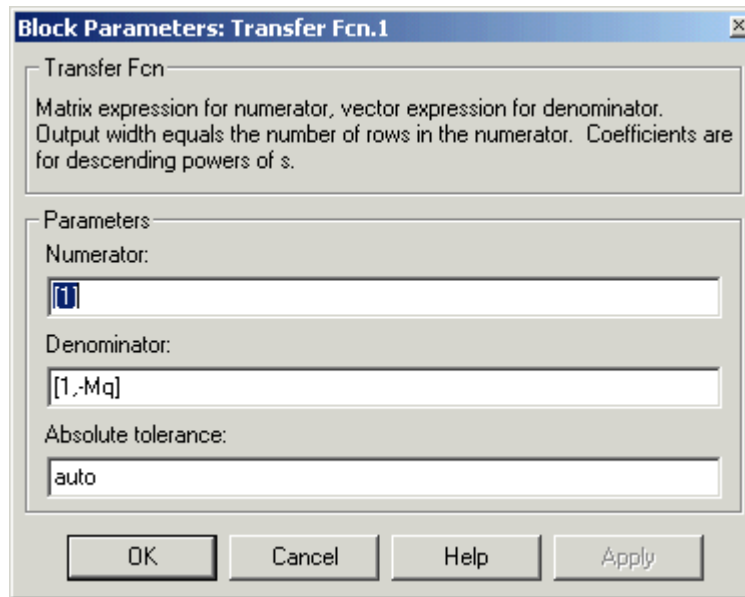 Block Parameters: Transfer Fcn.1
Transfer Fcn
Matrix expression for numerator, vector expression for denominator.
Output width equals the number of rows in the numerator.  Coefficients are
for descending powers of s.
Parameters
Numerator:
[1]
Denominator:
[1,-Mq]
Absolute tolerance:
auto
OK Cancel Help Apply